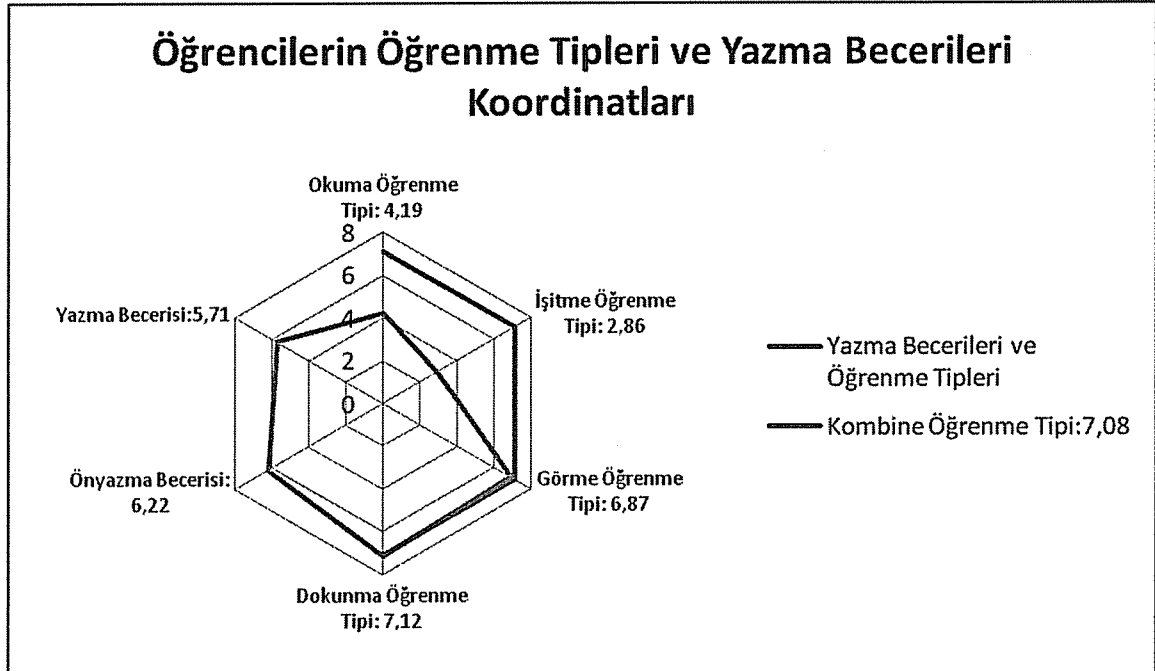 Öğrencilerin Öğrenme Tipleri ve Yazma Becerileri
Koordinatları
Okuma Öğrenme
Tipi: 4,19
8
6
4
2
0
İşitme Öğrenme
Tipi: 2,86
Görme Öğrenme
Tipi: 6,87
Dokunma Öğrenme
Tipi: 7,12
Önyazma Becerisi:
6,22
Yazma Becerisi:5,71
Yazma Becerileri ve
Öğrenme Tipleri
Kombine Öğrenme Tipi:7,08